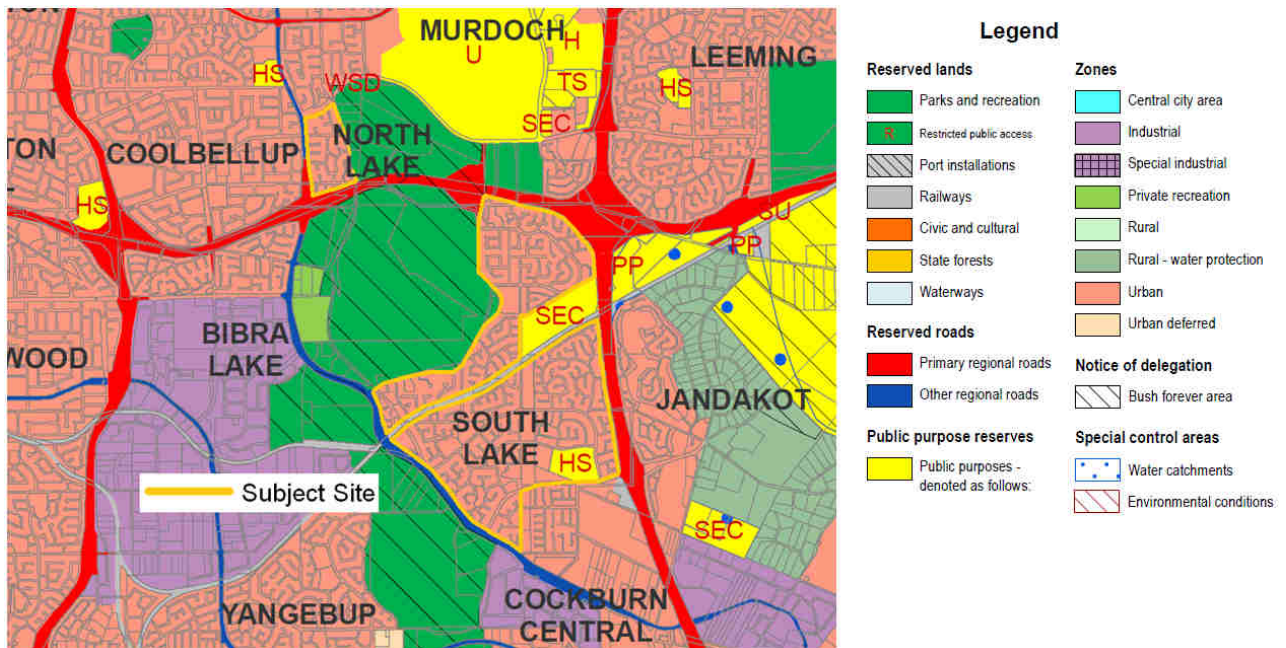 TON
MURDOCH
U
H
LEEMING
HS
WSD
TS
HS
SEC
TON
COOLBELLUP
NORTH
LAKE
HS
SU
PP
PP
SEC
BIBRA
LAKE
WOOD
JANDAKOT
SOUTH
LAKE
HS
Subject Site
SEC
YANGEBUP
COCKBURN
CENTRAL
Legend
Reserved lands
Parks and recreation
R Restricted public access
Port installations
Railways
Civic and cultural
State forests
Waterways
Reserved roads
Primary regional roads
Other regional roads
Public purpose reserves
Public purposes -
denoted as follows:
Zones
Central city area
Industrial
Special industrial
Private recreation
Rural
Rural - water protection
Urban
Urban deferred
Notice of delegation
Bush forever area
Special control areas
Water catchments
Environmental conditions